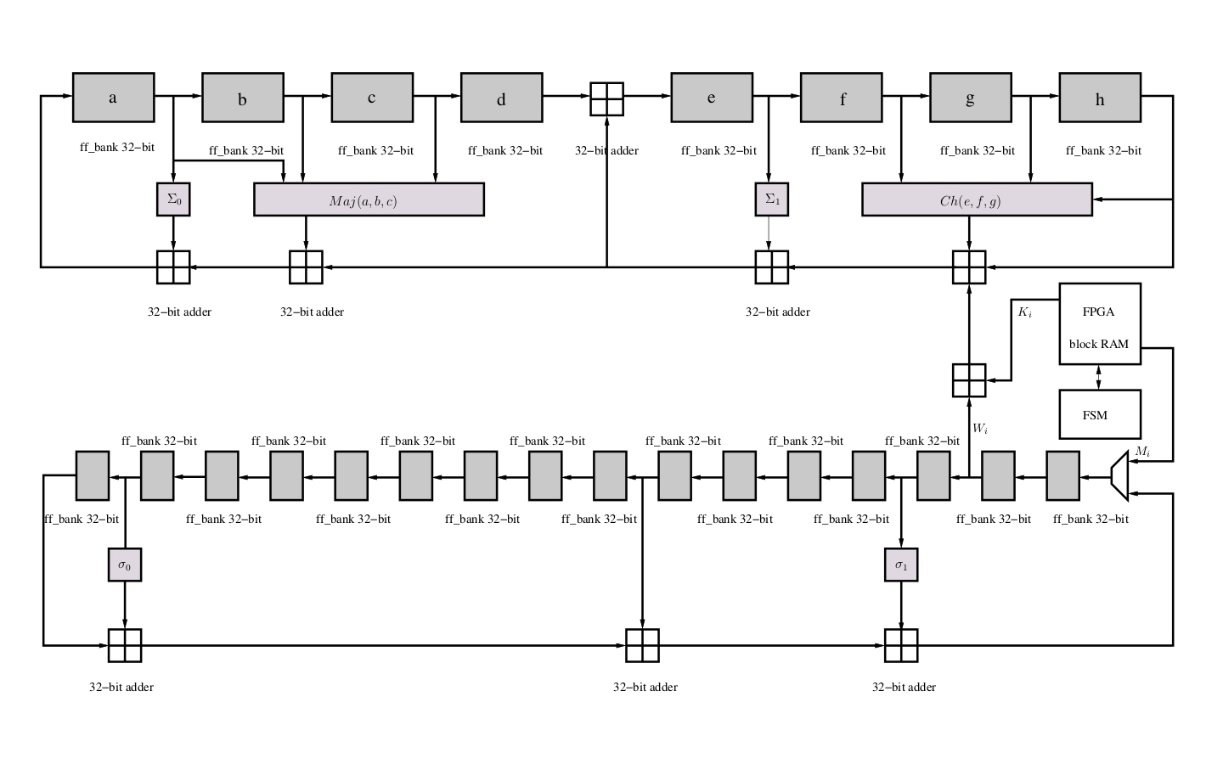 a b c d e f g h
ff_bank 32−bit ff_bank 32−bit ff_bank 32−bit ff_bank 32−bit 32−bit adder ff_bank 32−bit ff_bank 32−bit ff_bank 32−bit ff_bank 32−bit
Σ₀ Maj(a, b, c) Σ₁ Ch(e, f, g)
32−bit adder 32−bit adder 32−bit adder
Kᵢ FPGA
block RAM
FSM
Wᵢ
Mᵢ
ff_bank 32−bit ff_bank 32−bit ff_bank 32−bit ff_bank 32−bit ff_bank 32−bit ff_bank 32−bit ff_bank 32−bit
ff_bank 32−bit ff_bank 32−bit ff_bank 32−bit ff_bank 32−bit ff_bank 32−bit ff_bank 32−bit ff_bank 32−bit ff_bank 32−bit ff_bank 32−bit
σ₀ σ₁
32−bit adder 32−bit adder 32−bit adder